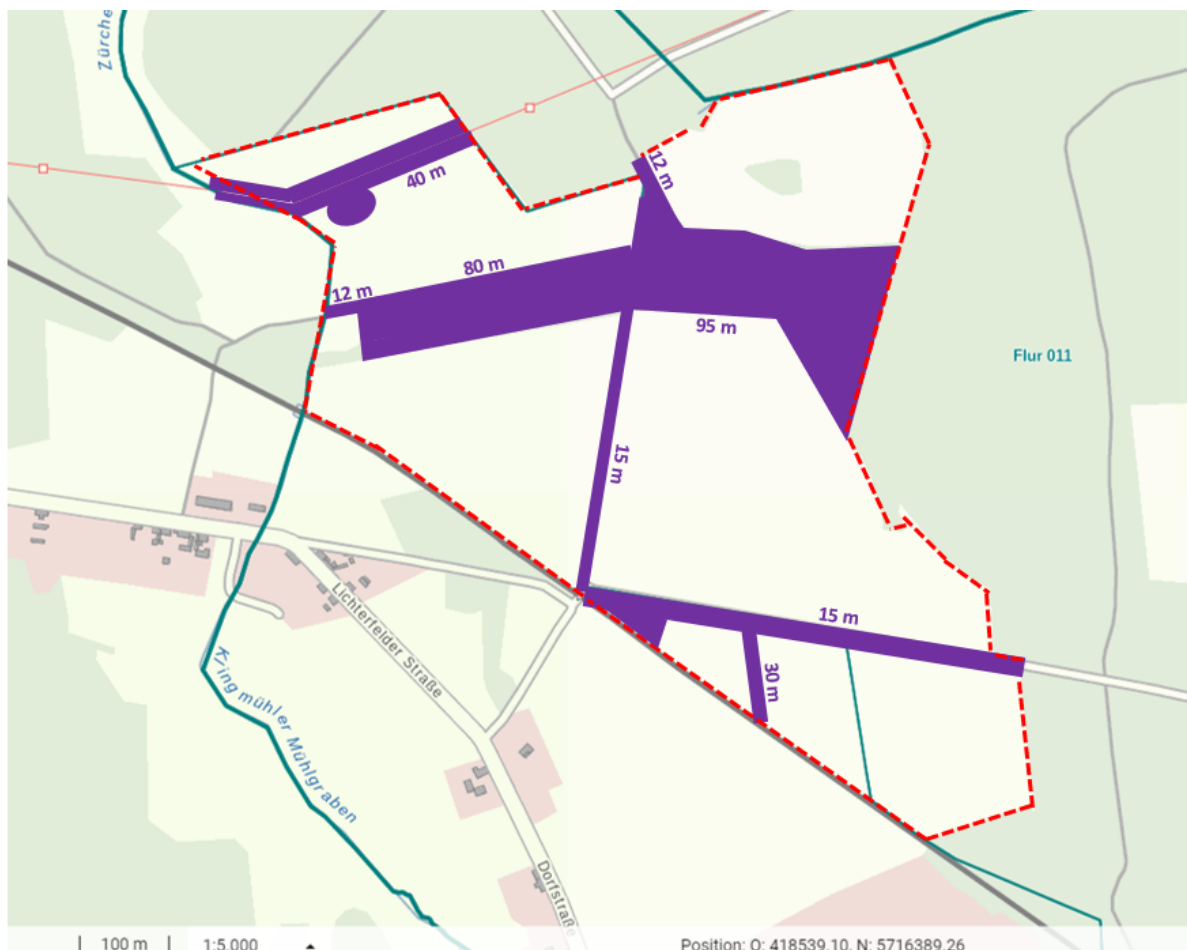 Zürche
12 m
40 m
80 m
12 m
95 m
Flur 011
15 m
Lichterfelder Straße
15 m
30 m
mühler Mühlgraben
Dorfstraße
100 m
1:5.000
Position: O: 418539.10, N: 5716389.26